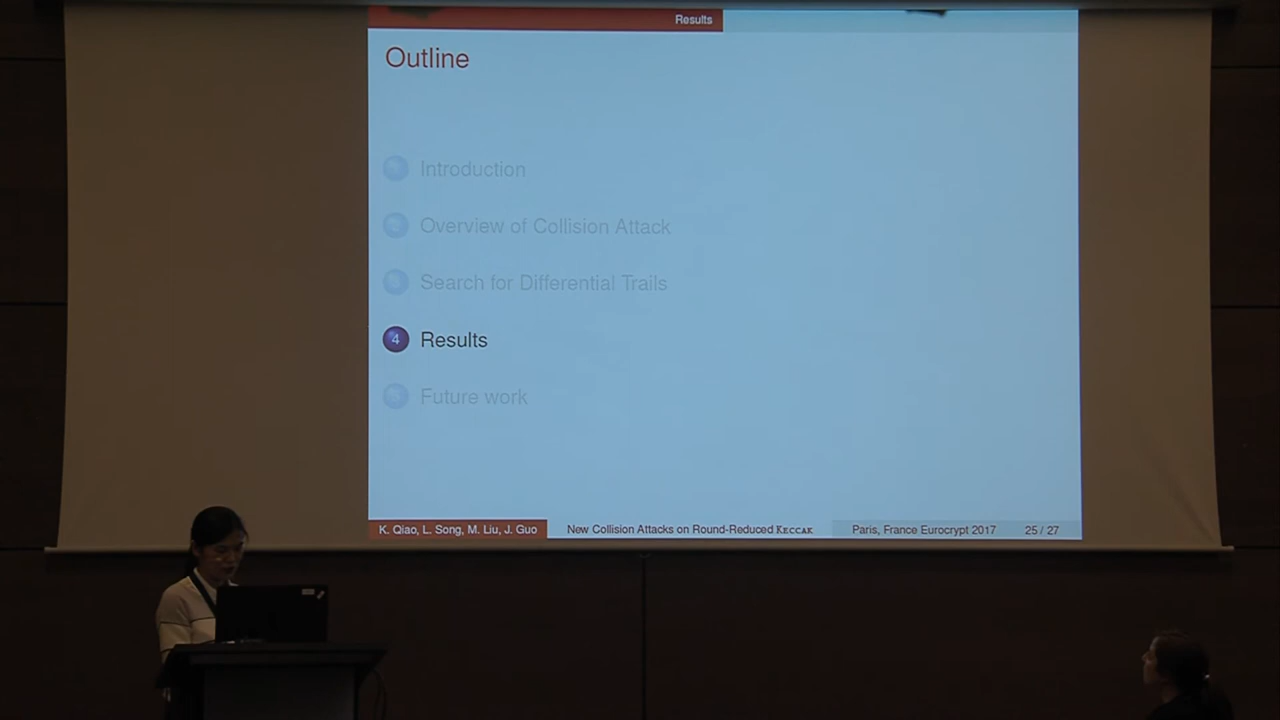 Results
Outline
Introduction
Overview of Collision Attack
Search for Differential Trails
4 Results
Future work
K. Qiao, L. Song, M. Liu, J. Guo New Collision Attacks on Round-Reduced KECCAK Paris, France Eurocrypt 2017 25 / 27